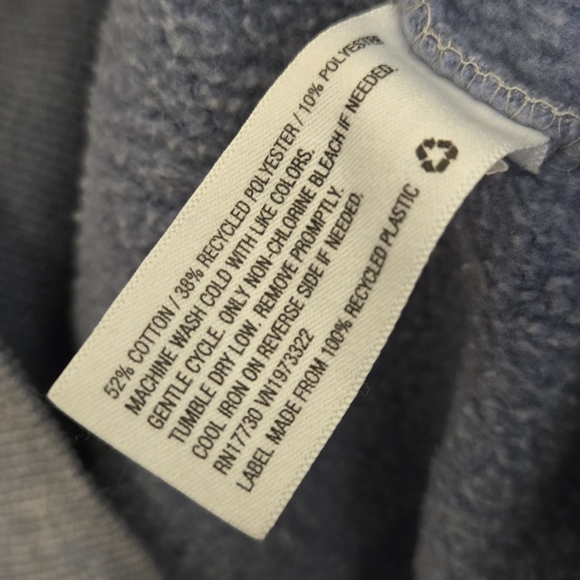 52% COTTON / 38% RECYCLED POLYESTER / 10% POLYESTER
MACHINE WASH COLD WITH LIKE COLORS.
GENTLE CYCLE. ONLY NON-CHLORINE BLEACH IF NEEDED.
TUMBLE DRY LOW. REMOVE PROMPTLY.
COOL IRON ON REVERSE SIDE IF NEEDED.
RN17730 VN1973322
LABEL MADE FROM 100% RECYCLED PLASTIC